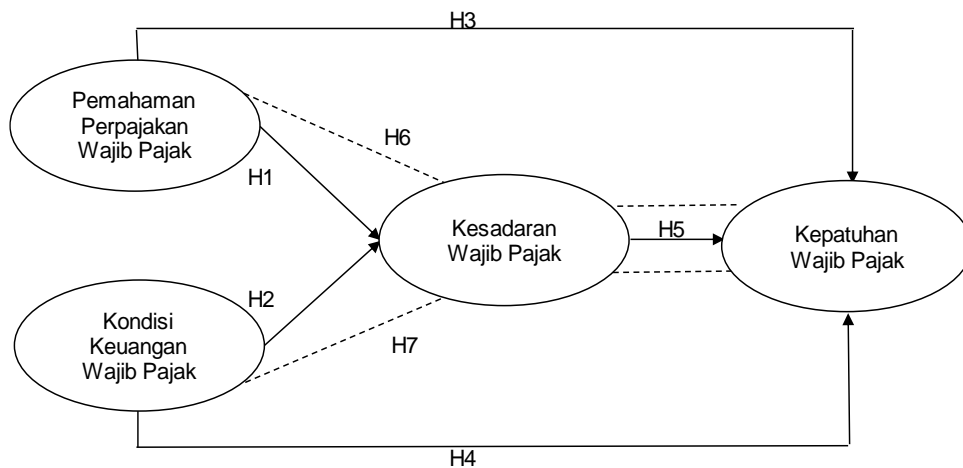 H3
Pemahaman
Perpajakan
Wajib Pajak
H6
H1
Kesadaran
Wajib Pajak
H5
Kepatuhan
Wajib Pajak
H2
Kondisi
Keuangan
Wajib Pajak
H7
H4